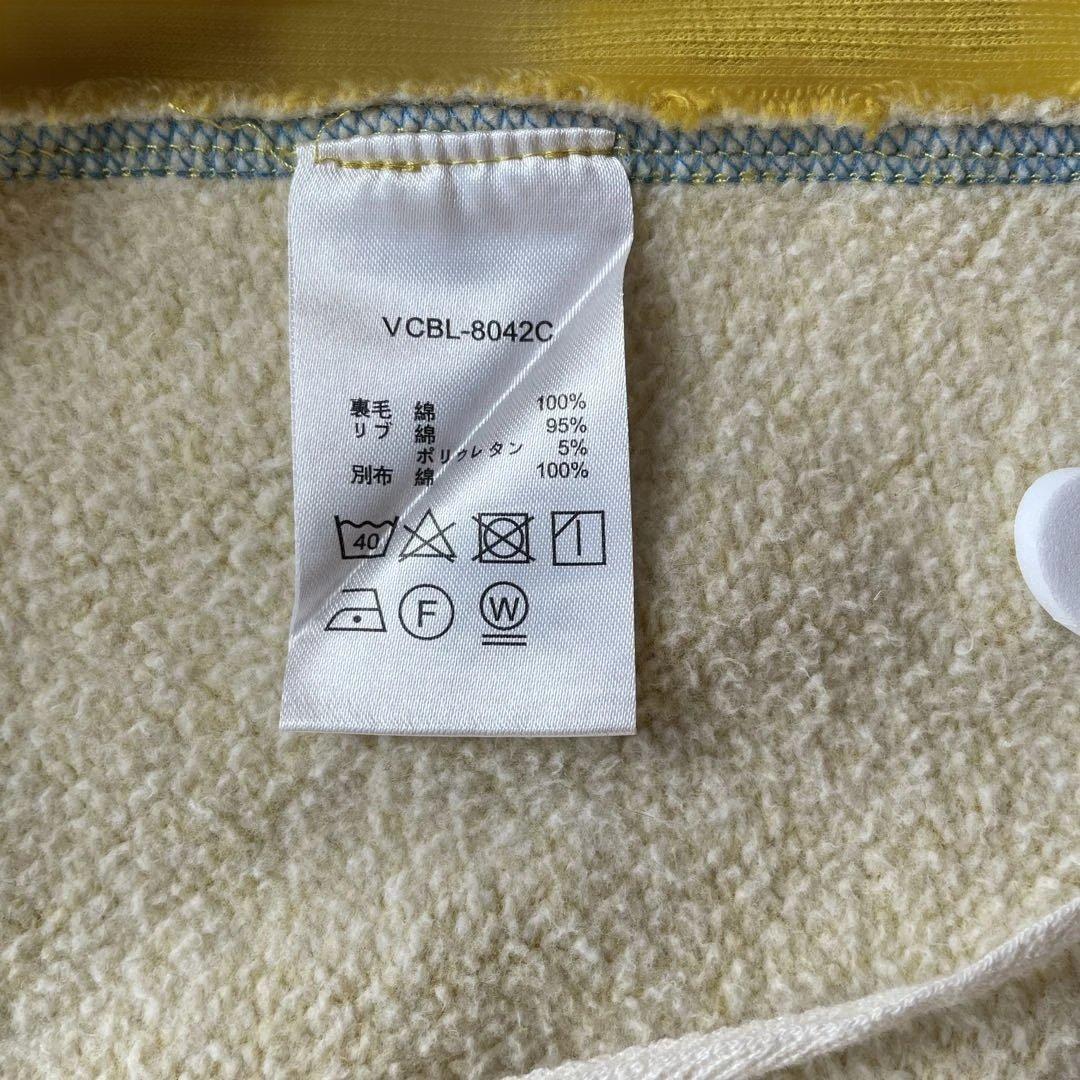 VCBL-8042C
裏毛 綿 100%
リブ 綿 95%
ポリウレタン 5%
別布 綿 100%
40
F W